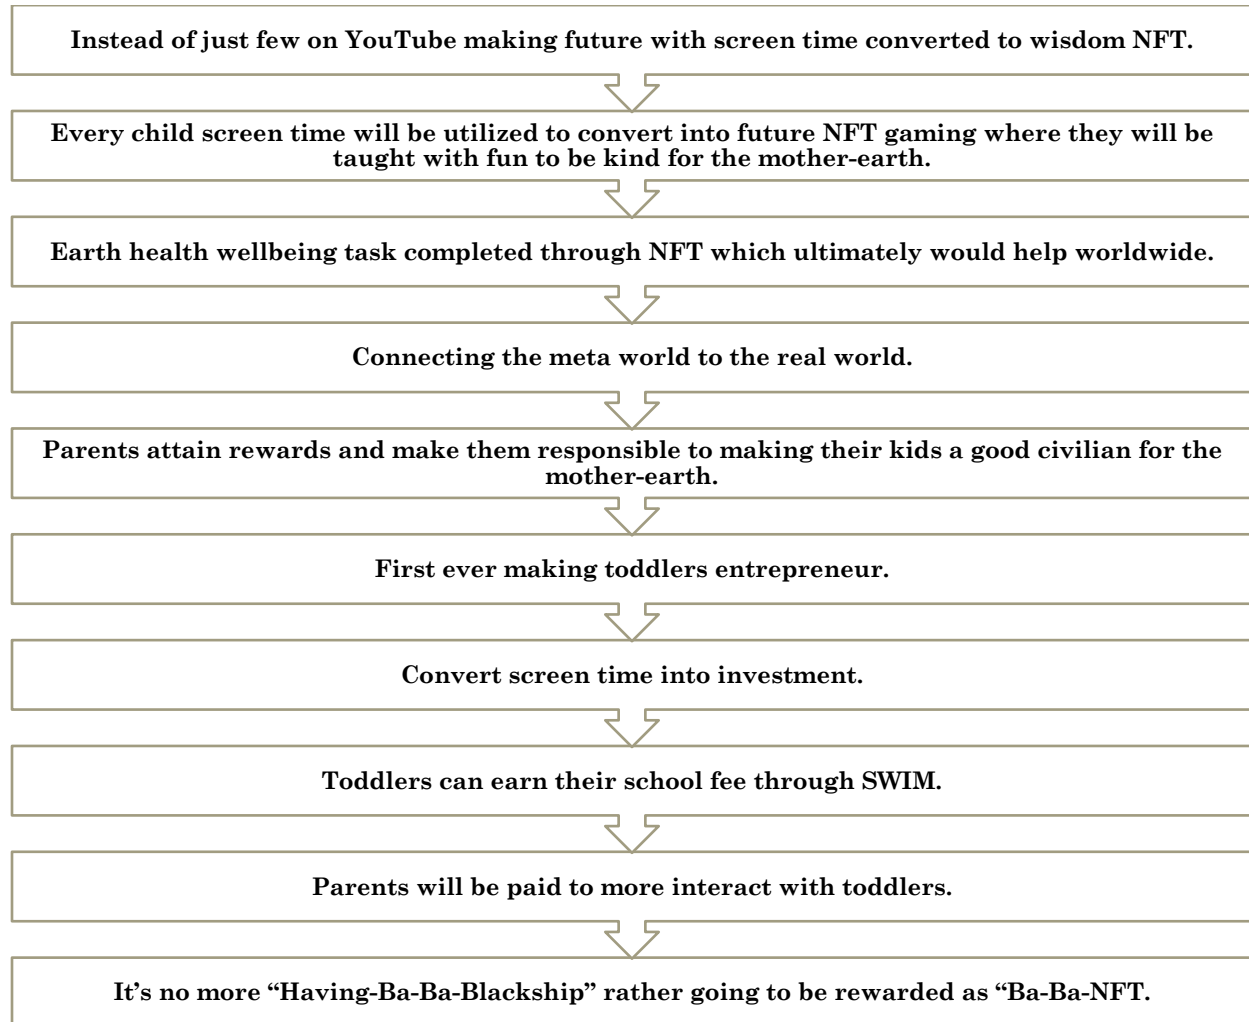 Instead of just few on YouTube making future with screen time converted to wisdom NFT.
Every child screen time will be utilized to convert into future NFT gaming where they will be
taught with fun to be kind for the mother-earth.
Earth health wellbeing task completed through NFT which ultimately would help worldwide.
Connecting the meta world to the real world.
Parents attain rewards and make them responsible to making their kids a good civilian for the
mother-earth.
First ever making toddlers entrepreneur.
Convert screen time into investment.
Toddlers can earn their school fee through SWIM.
Parents will be paid to more interact with toddlers.
It’s no more “Having-Ba-Ba-Blackship” rather going to be rewarded as “Ba-Ba-NFT.